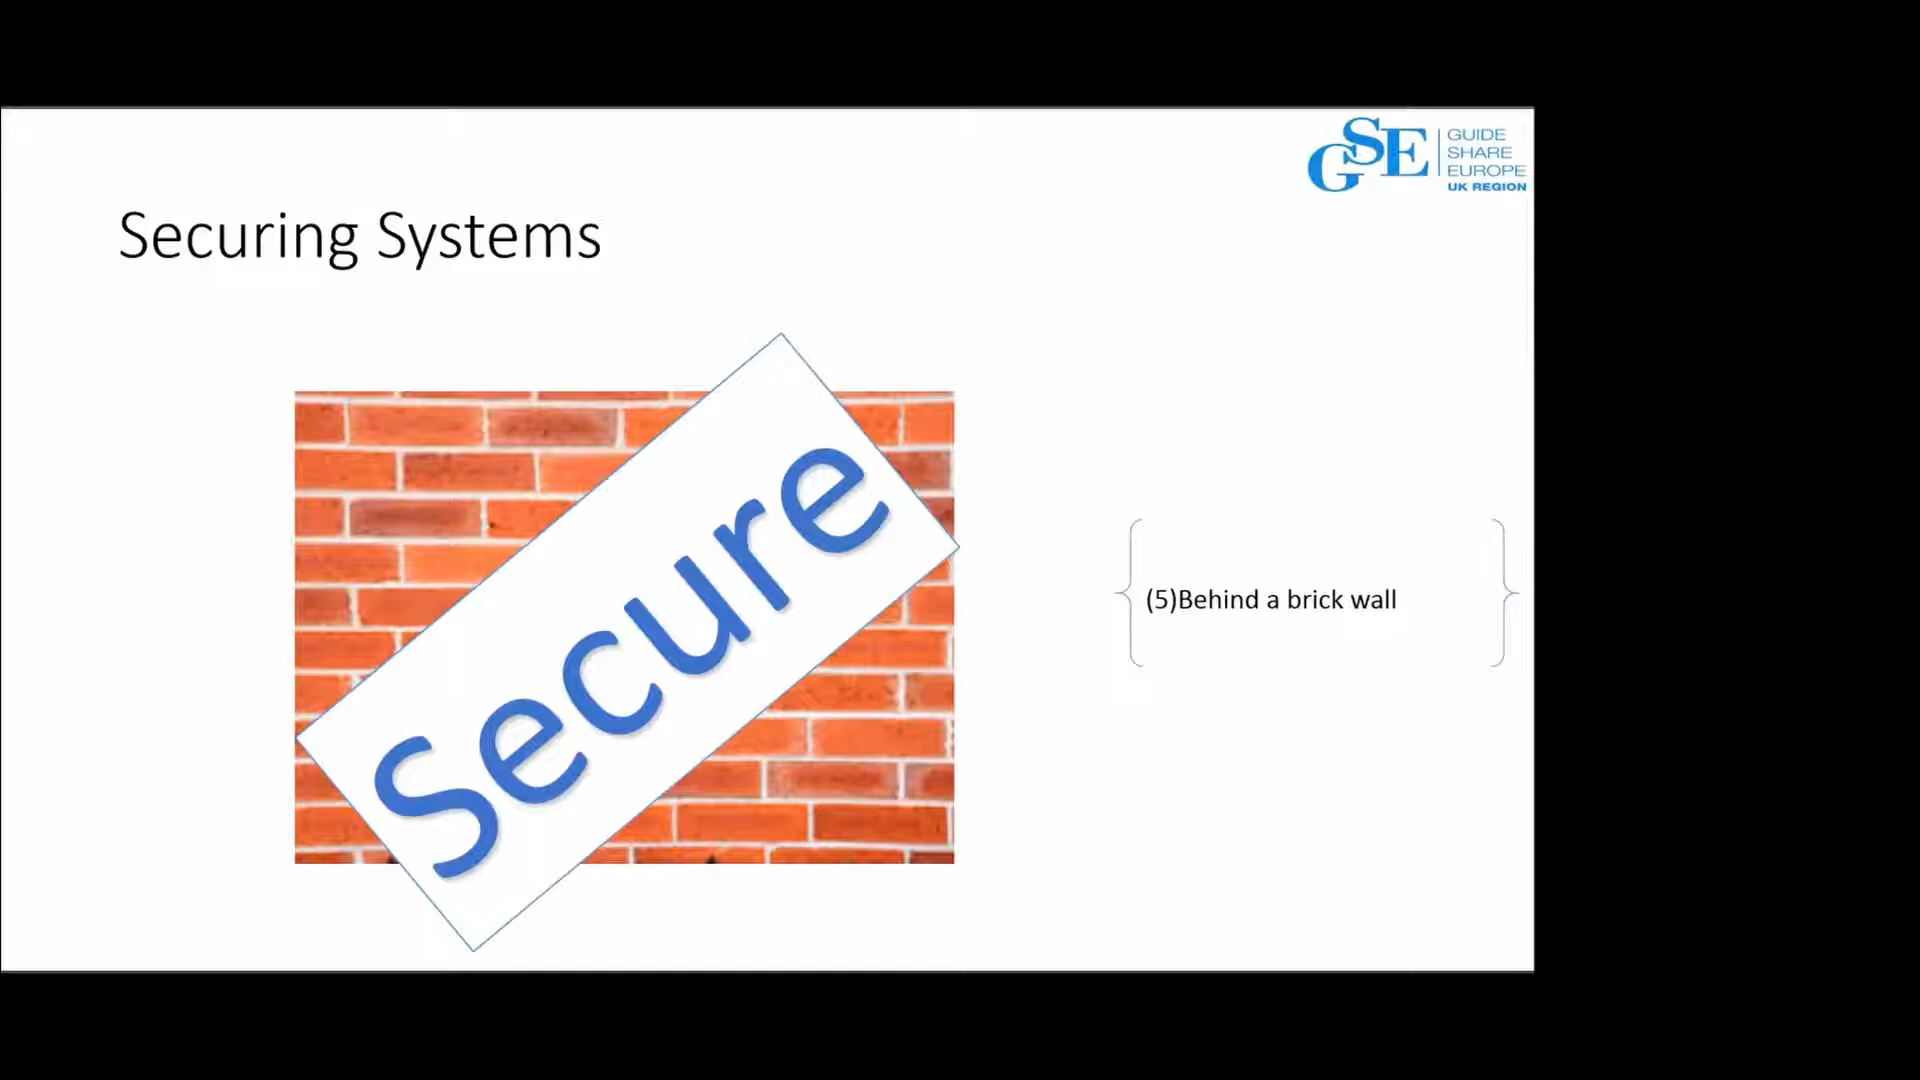 GSE
GUIDE
SHARE
EUROPE
UK REGION
Securing Systems
Secure
(5)Behind a brick wall